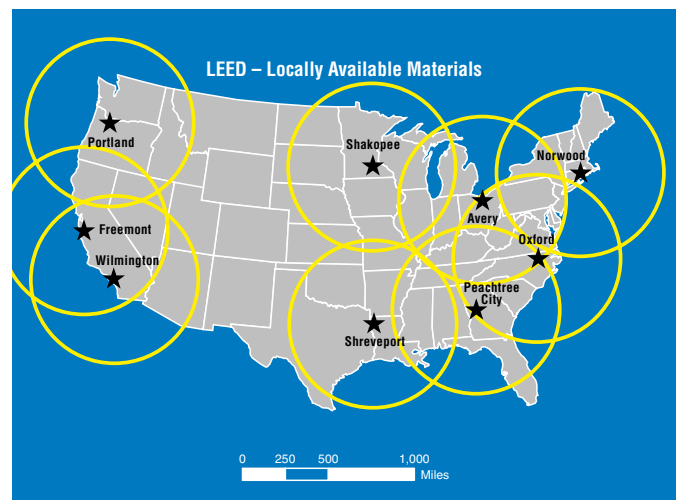 LEED – Locally Available Materials
Portland
Shakopee
Norwood
Avery
Freemont
Oxford
Wilmington
Peachtree
City
Shreveport
0 250 500 1,000
Miles